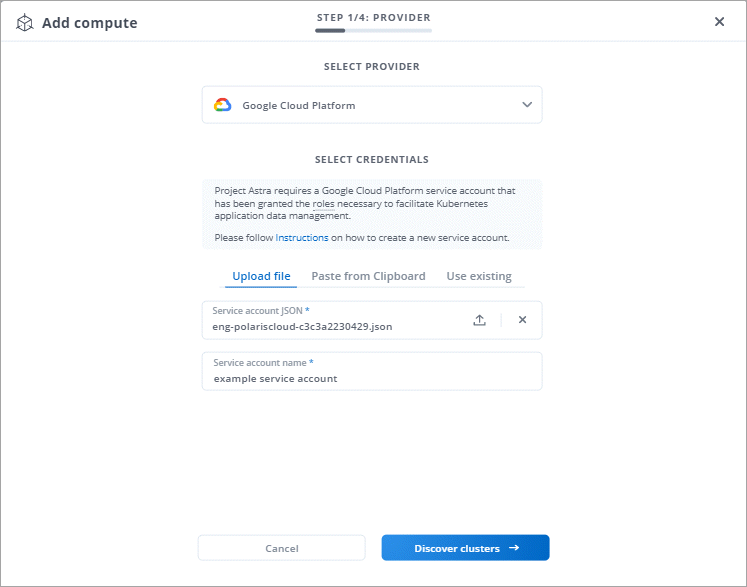 Add compute
STEP 1/4: PROVIDER
SELECT PROVIDER
Google Cloud Platform
SELECT CREDENTIALS
Project Astra requires a Google Cloud Platform service account that
has been granted the roles necessary to facilitate Kubernetes
application data management.
Please follow Instructions on how to create a new service account.
Upload file Paste from Clipboard Use existing
Service account JSON *
eng-polariscloud-c3c3a2230429.json
Service account name *
example service account
Cancel Discover clusters →